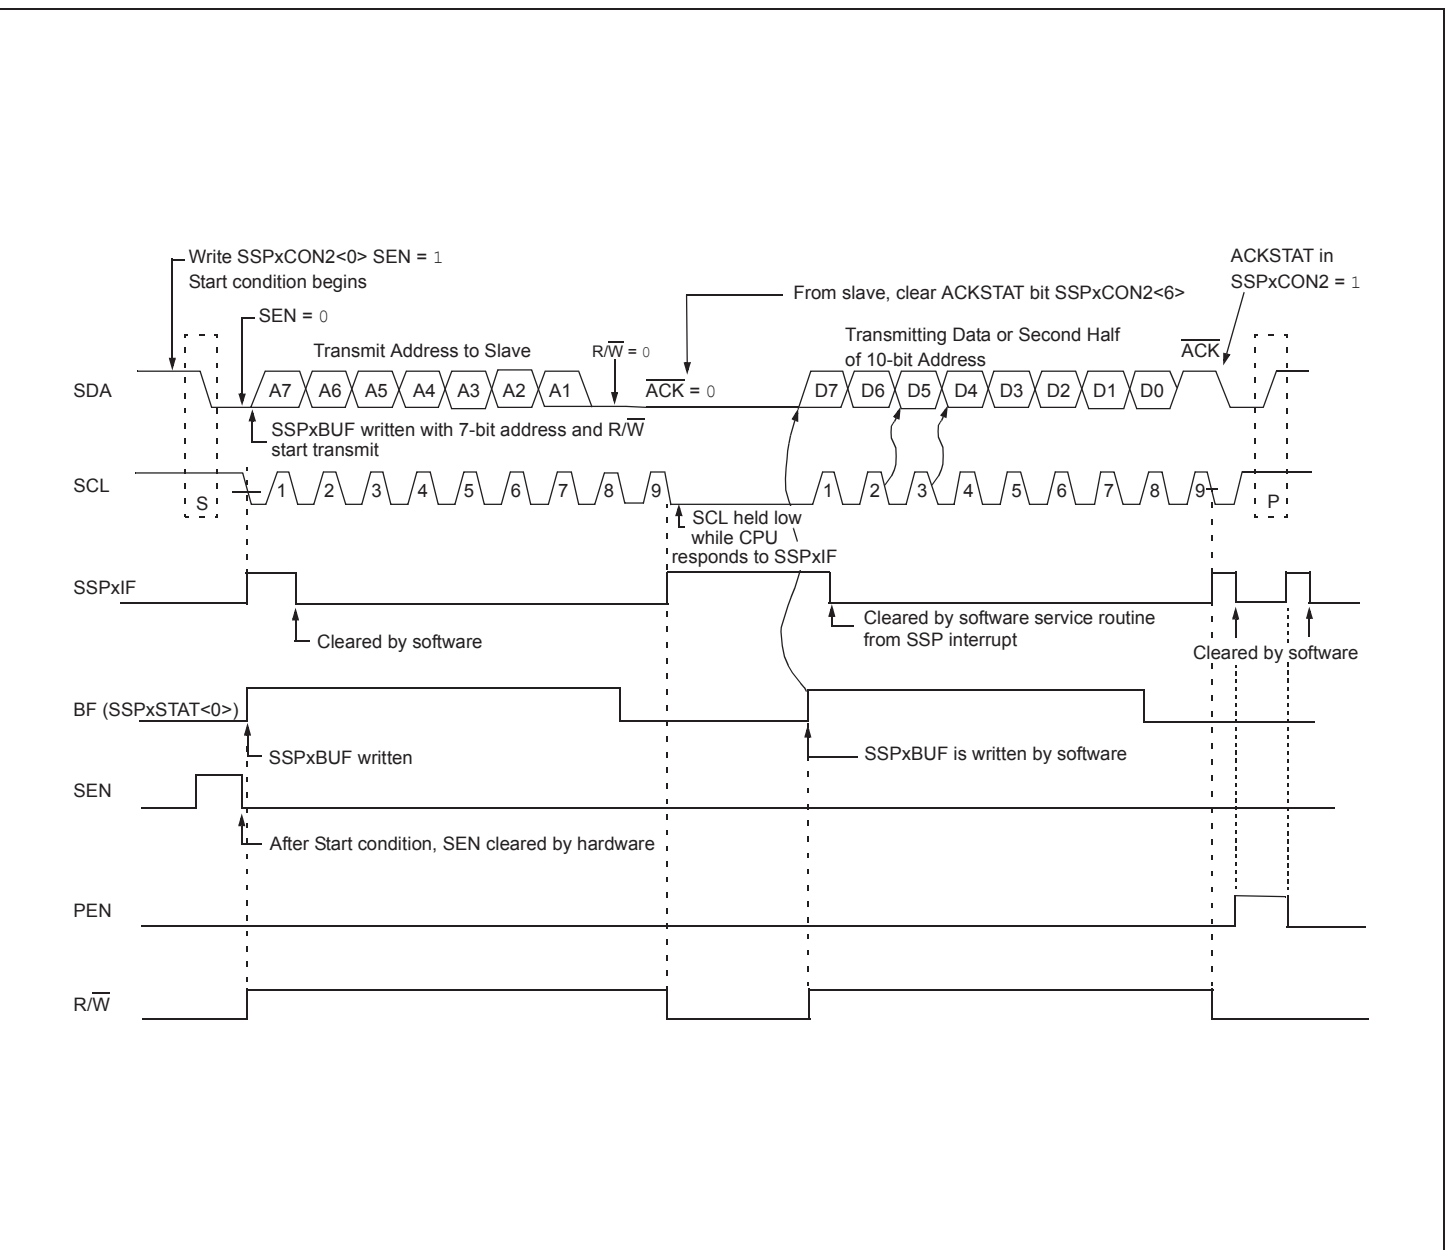 Write SSPxCON2<0> SEN = 1
Start condition begins
SEN = 0
From slave, clear ACKSTAT bit SSPxCON2<6>
ACKSTAT in
SSPxCON2 = 1
Transmit Address to Slave
R/W̅ = 0
Transmitting Data or Second Half
of 10-bit Address
A̅C̅K̅
SDA
A7 A6 A5 A4 A3 A2 A1
A̅C̅K̅ = 0
D7 D6 D5 D4 D3 D2 D1 D0
SSPxBUF written with 7-bit address and R/W̅
start transmit
SCL
S
1 2 3 4 5 6 7 8 9
1 2 3 4 5 6 7 8 9
P
SCL held low
while CPU
responds to SSPxIF
SSPxIF
Cleared by software
Cleared by software service routine
from SSP interrupt
Cleared by software
BF (SSPxSTAT<0>)
SSPxBUF written
SSPxBUF is written by software
SEN
After Start condition, SEN cleared by hardware
PEN
R/W̅